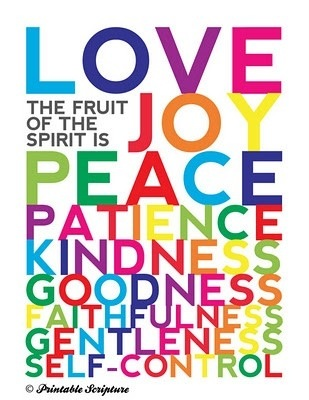 LOVE
THE FRUIT
OF THE
SPIRIT IS
JOY
PEACE
PATIENCE
KINDNESS
GOODNESS
FAITHFULNESS
GENTLENESS
SELF-CONTROL
© Printable Scripture